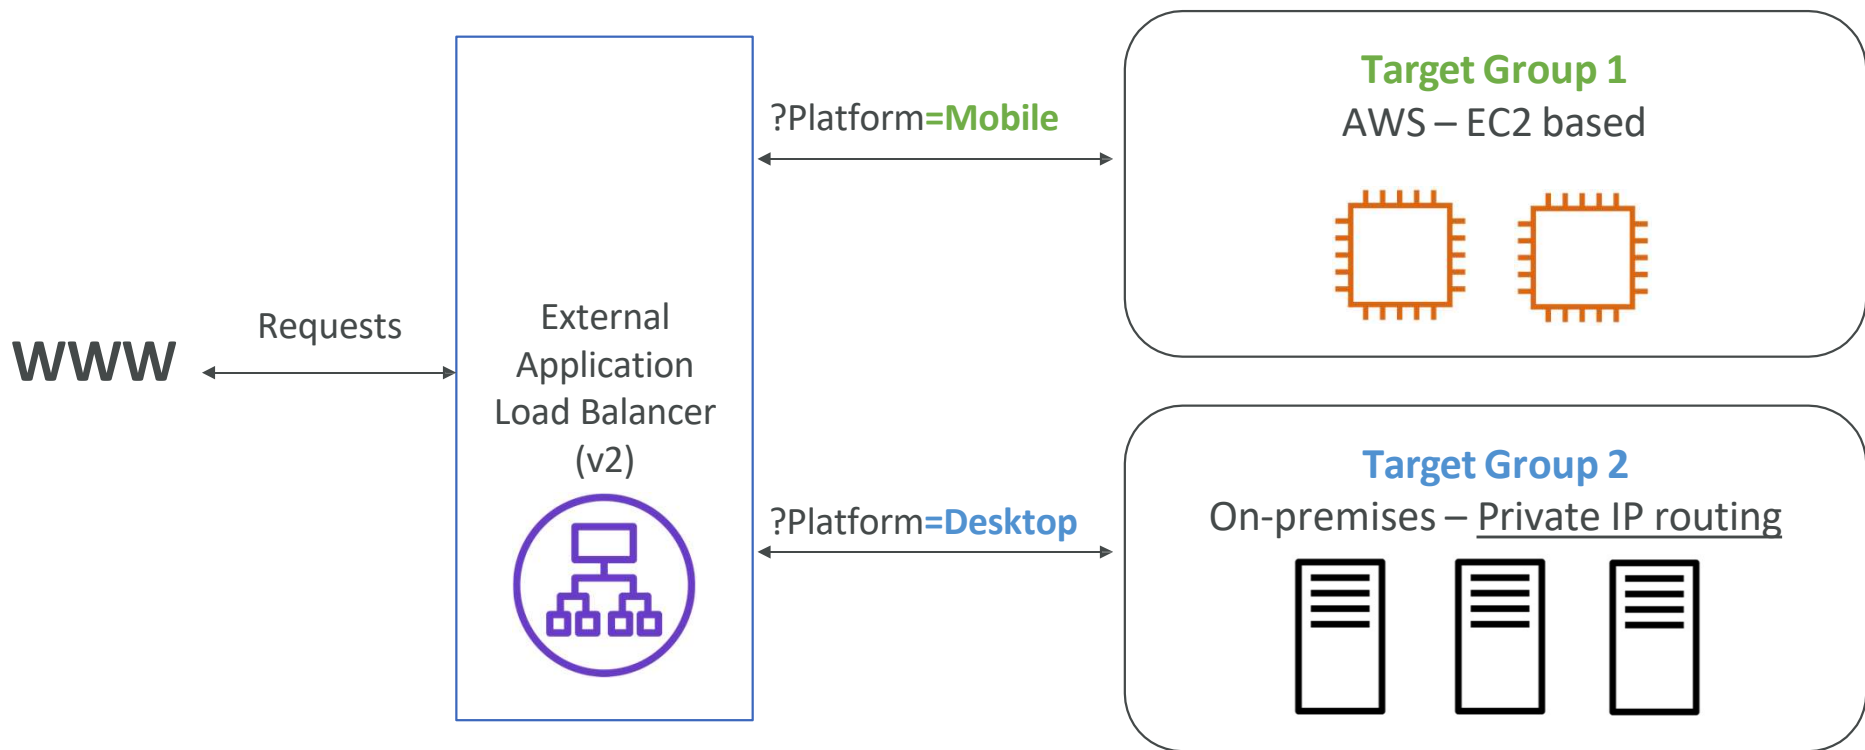 WWW
Requests
External
Application
Load Balancer
(v2)
?Platform=Mobile
Target Group 1
AWS – EC2 based
?Platform=Desktop
Target Group 2
On-premises – Private IP routing